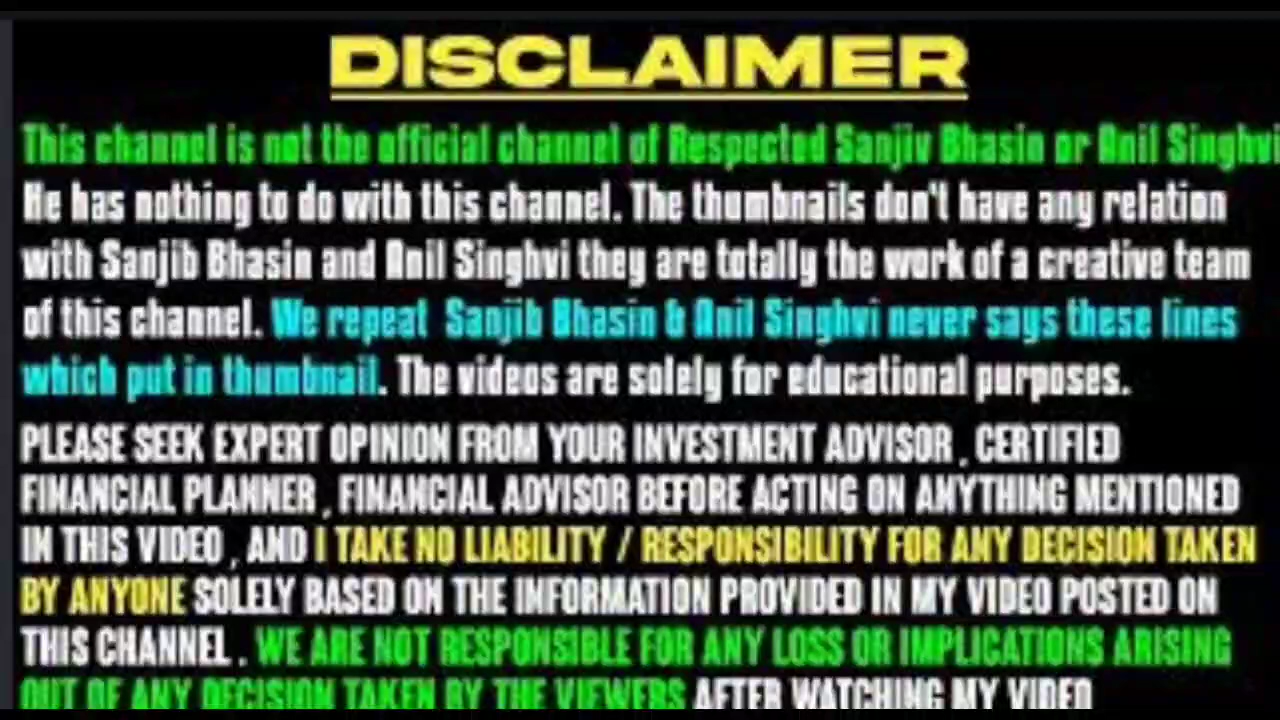 DISCLAIMER
This channel is not the official channel of Respected Sanjiv Bhasin or Anil Singhvi
He has nothing to do with this channel. The thumbnails don't have any relation
with Sanjib Bhasin and Anil Singhvi they are totally the work of a creative team
of this channel. We repeat Sanjib Bhasin & Anil Singhvi never says these lines
which put in thumbnail. The videos are solely for educational purposes.
PLEASE SEEK EXPERT OPINION FROM YOUR INVESTMENT ADVISOR , CERTIFIED
FINANCIAL PLANNER , FINANCIAL ADVISOR BEFORE ACTING ON ANYTHING MENTIONED
IN THIS VIDEO , AND I TAKE NO LIABILITY / RESPONSIBILITY FOR ANY DECISION TAKEN
BY ANYONE SOLELY BASED ON THE INFORMATION PROVIDED IN MY VIDEO POSTED ON
THIS CHANNEL . WE ARE NOT RESPONSIBLE FOR ANY LOSS OR IMPLICATIONS ARISING
OUT OF ANY DECISION TAKEN BY THE VIEWERS AFTER WATCHING MY VIDEO